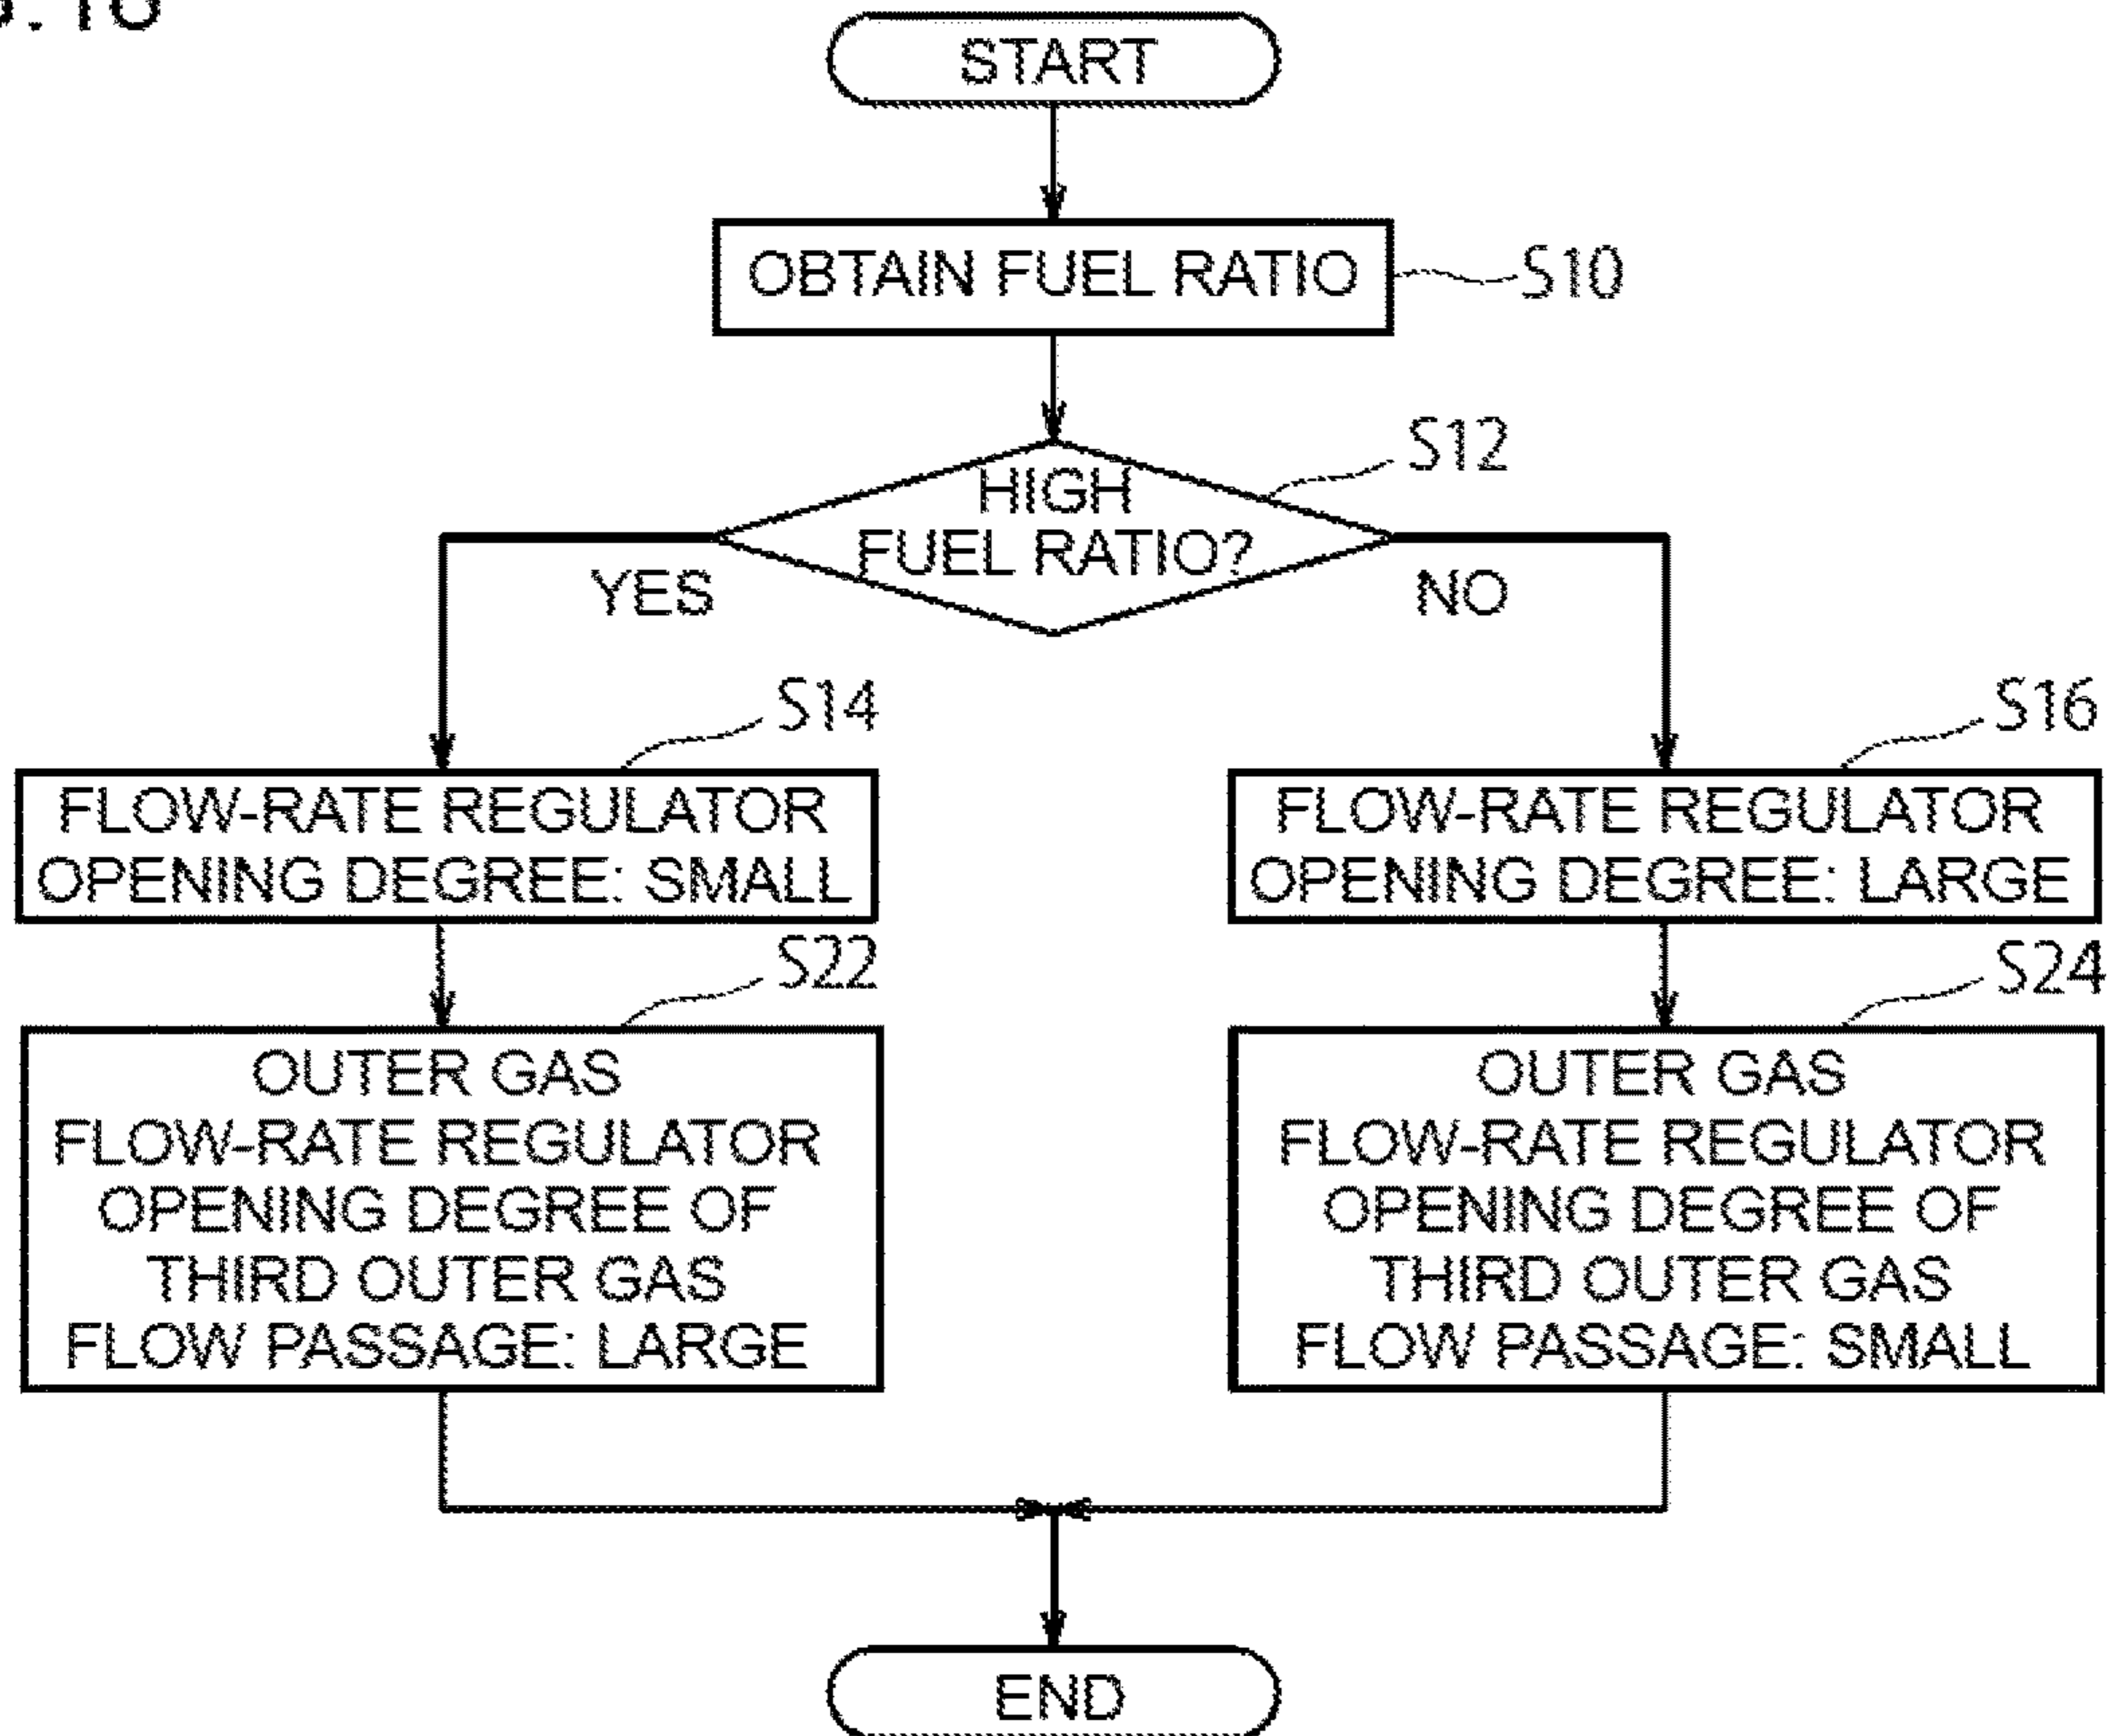 START
OBTAIN FUEL RATIO
S10
S12
HIGH
FUEL RATIO?
YES
NO
S14
S16
FLOW-RATE REGULATOR
OPENING DEGREE: SMALL
FLOW-RATE REGULATOR
OPENING DEGREE: LARGE
S22
S24
OUTER GAS
FLOW-RATE REGULATOR
OPENING DEGREE OF
THIRD OUTER GAS
FLOW PASSAGE: LARGE
OUTER GAS
FLOW-RATE REGULATOR
OPENING DEGREE OF
THIRD OUTER GAS
FLOW PASSAGE: SMALL
END